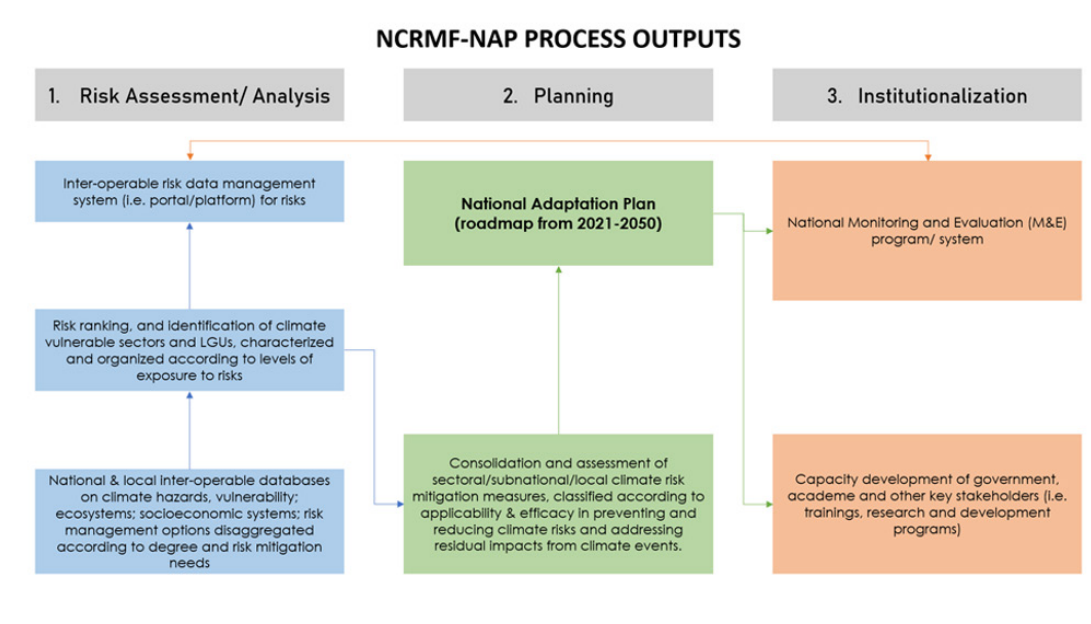 NCRMF-NAP PROCESS OUTPUTS
1. Risk Assessment/ Analysis
2. Planning
3. Institutionalization
Inter-operable risk data management
system (i.e. portal/platform) for risks
Risk ranking, and identification of climate
vulnerable sectors and LGUs, characterized
and organized according to levels of
exposure to risks
National & local inter-operable databases
on climate hazards, vulnerability;
ecosystems; socioeconomic systems; risk
management options disaggregated
according to degree and risk mitigation
needs
National Adaptation Plan
(roadmap from 2021-2050)
Consolidation and assessment of
sectoral/subnational/local climate risk
mitigation measures, classified according to
applicability & efficacy in preventing and
reducing climate risks and addressing
residual impacts from climate events.
National Monitoring and Evaluation (M&E)
program/ system
Capacity development of government,
academe and other key stakeholders (i.e.
trainings, research and development
programs)